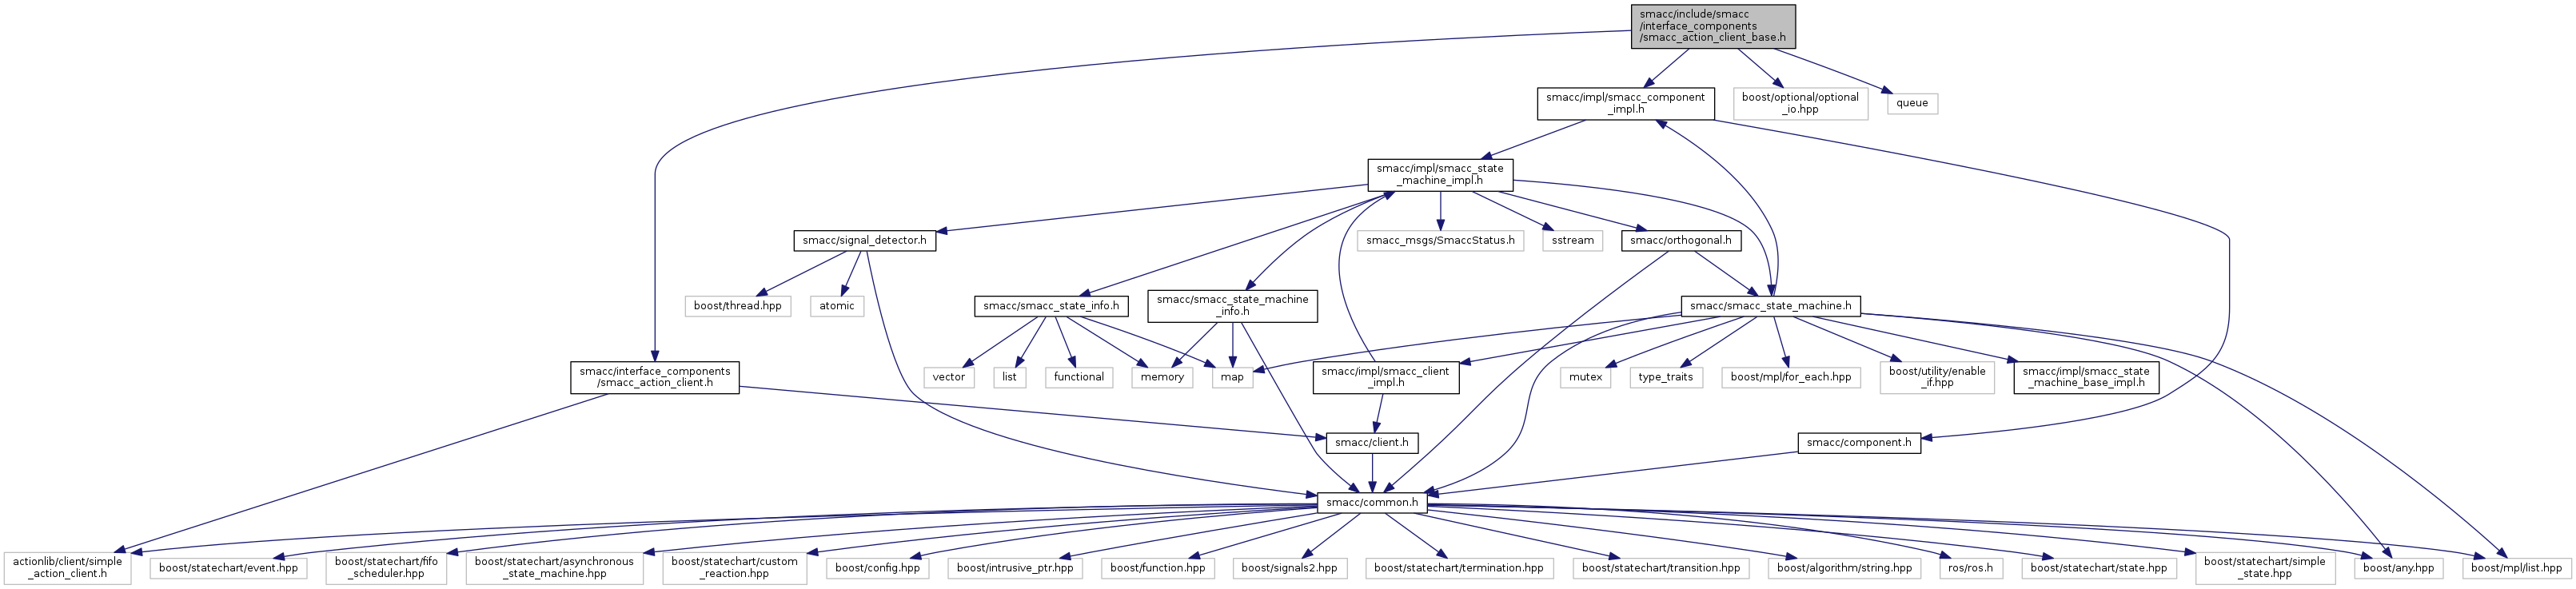 smacc/include/smacc
/interface_components
/smacc_action_client_base.h
smacc/impl/smacc_component
_impl.h
boost/optional/optional
_io.hpp
queue
smacc/impl/smacc_state
_machine_impl.h
smacc/signal_detector.h
smacc_msgs/SmaccStatus.h
sstream
smacc/orthogonal.h
boost/thread.hpp
atomic
smacc/smacc_state_info.h
smacc/smacc_state_machine
_info.h
smacc/smacc_state_machine.h
smacc/interface_components
/smacc_action_client.h
vector
list
functional
memory
map
smacc/impl/smacc_client
_impl.h
mutex
type_traits
boost/mpl/for_each.hpp
boost/utility/enable
_if.hpp
smacc/impl/smacc_state
_machine_base_impl.h
smacc/client.h
smacc/component.h
smacc/common.h
actionlib/client/simple
_action_client.h
boost/statechart/event.hpp
boost/statechart/fifo
_scheduler.hpp
boost/statechart/asynchronous
_state_machine.hpp
boost/statechart/custom
_reaction.hpp
boost/config.hpp
boost/intrusive_ptr.hpp
boost/function.hpp
boost/signals2.hpp
boost/statechart/termination.hpp
boost/statechart/transition.hpp
boost/algorithm/string.hpp
ros/ros.h
boost/statechart/state.hpp
boost/statechart/simple
_state.hpp
boost/any.hpp
boost/mpl/list.hpp